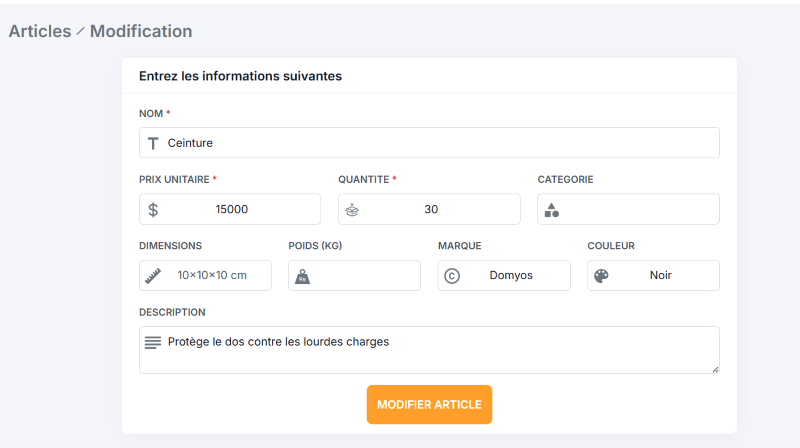 Articles / Modification
Entrez les informations suivantes
NOM *
Ceinture
PRIX UNITAIRE * QUANTITE * CATEGORIE
15000 30
DIMENSIONS POIDS (KG) MARQUE COULEUR
10×10×10 cm Domyos Noir
DESCRIPTION
Protège le dos contre les lourdes charges
MODIFIER ARTICLE